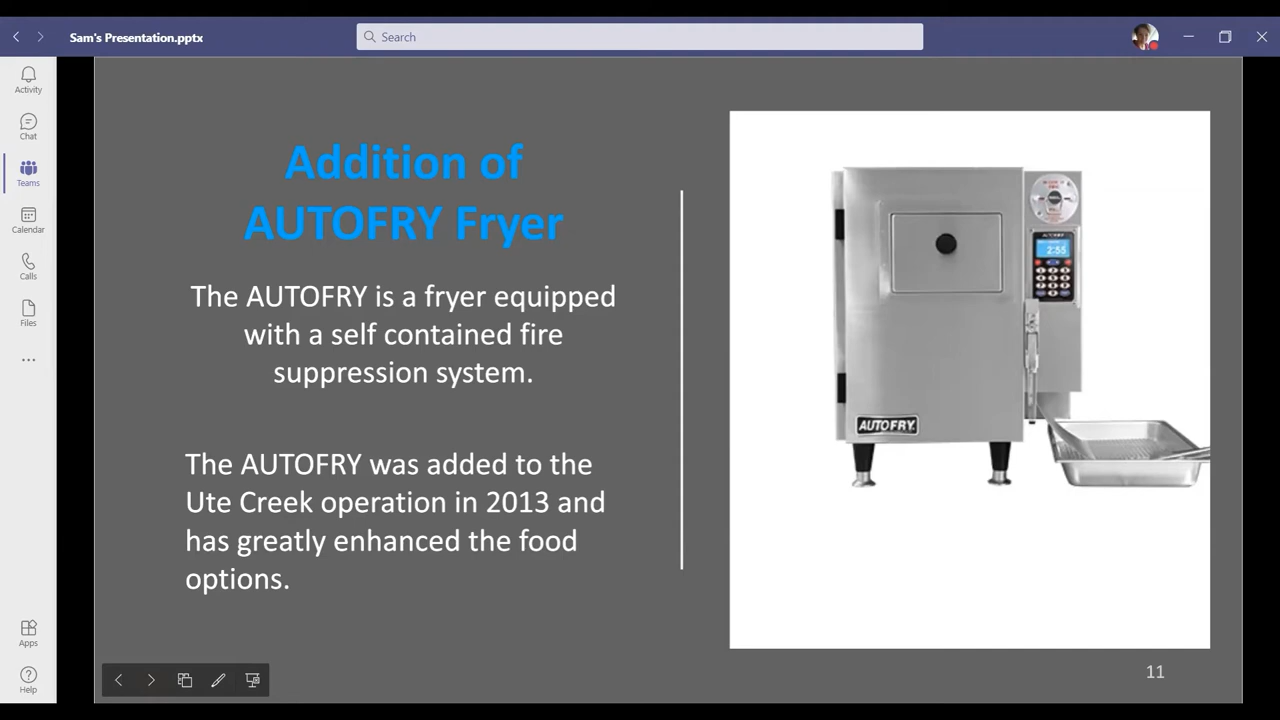 Sam's Presentation.pptx
Search
Activity
Chat
Teams
Calendar
Calls
Files
Apps
Help
Addition of
AUTOFRY Fryer
The AUTOFRY is a fryer equipped
with a self contained fire
suppression system.
The AUTOFRY was added to the
Ute Creek operation in 2013 and
has greatly enhanced the food
options.
2:55
AUTOFRY
11